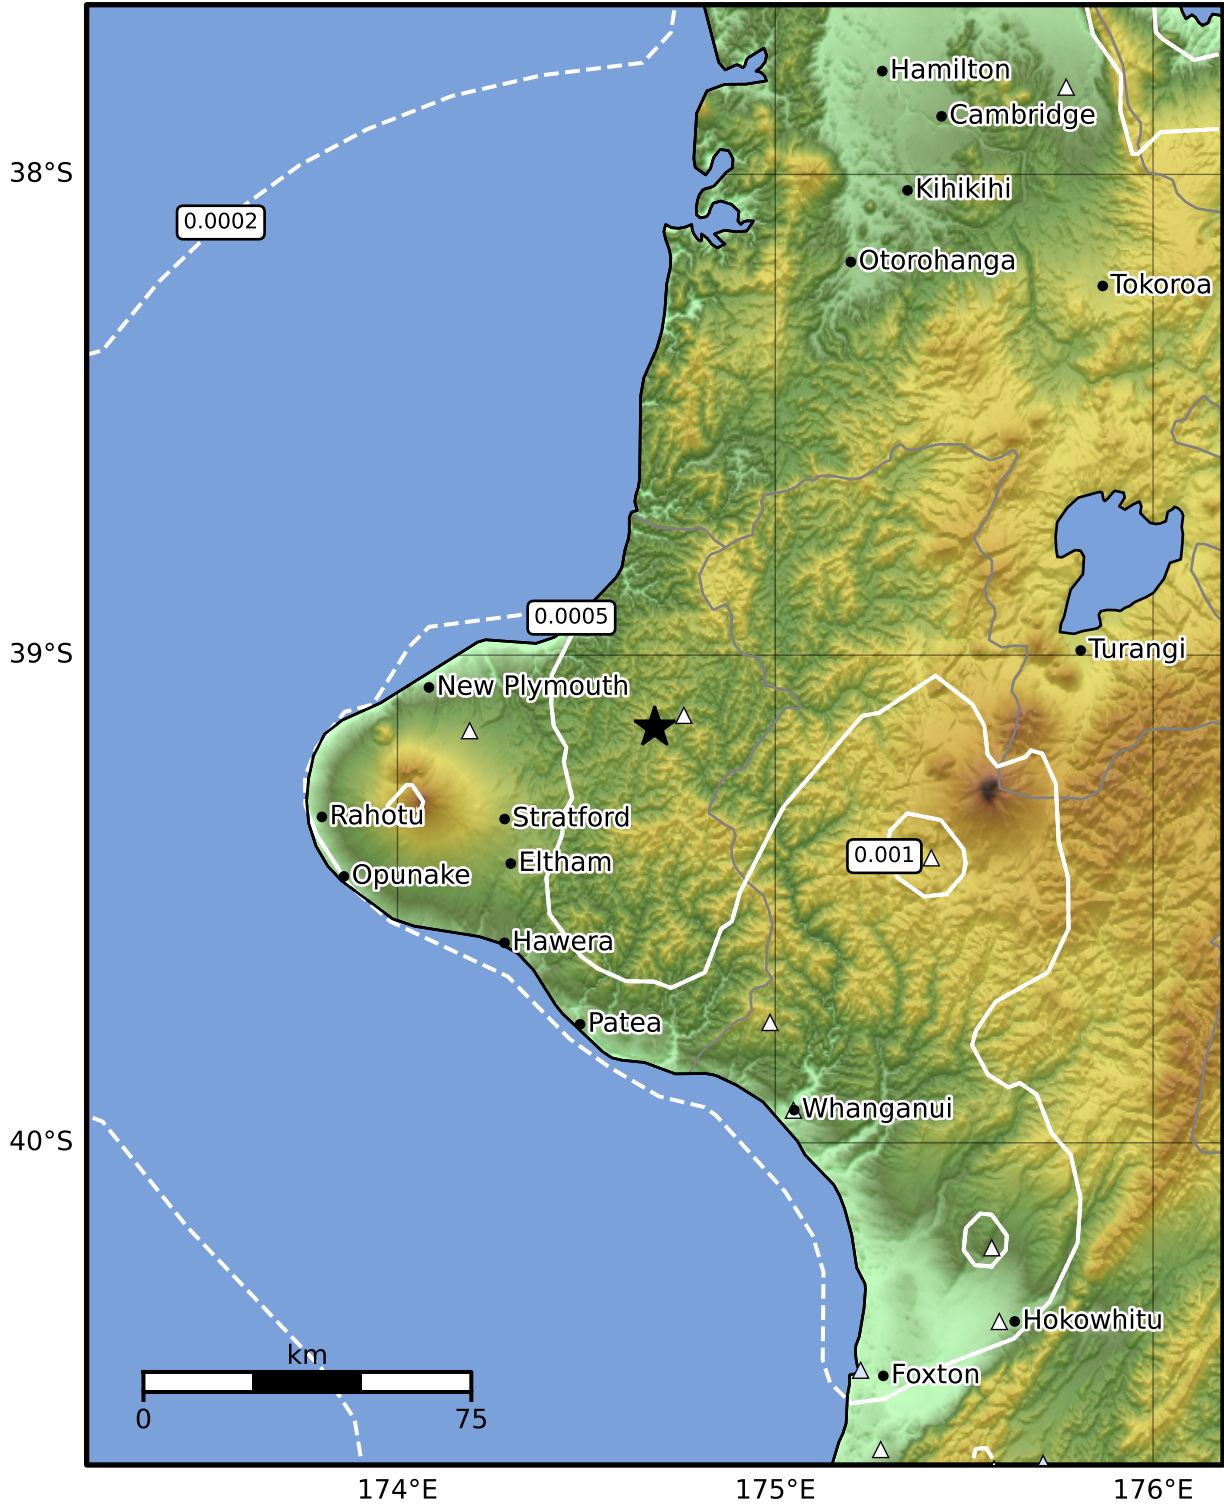 Hamilton
Cambridge
38°S
Kihikihi
0.0002
Otorohanga
Tokoroa
0.0005
39°S
Turangi
New Plymouth
Rahotu
Stratford
0.001
Eltham
Opunake
Hawera
Patea
Whanganui
40°S
Hokowhitu
km
Foxton
0 75
174°E 175°E 176°E